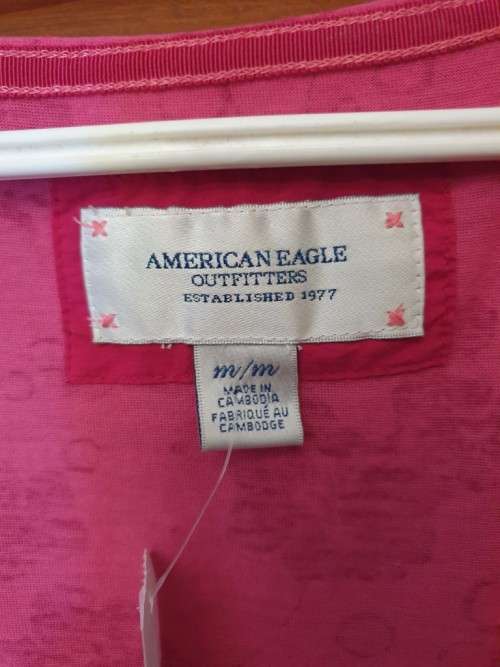 AMERICAN EAGLE
OUTFITTERS
ESTABLISHED 1977
m/m
MADE IN
CAMBODIA
FABRIQUÉ AU
CAMBODGE